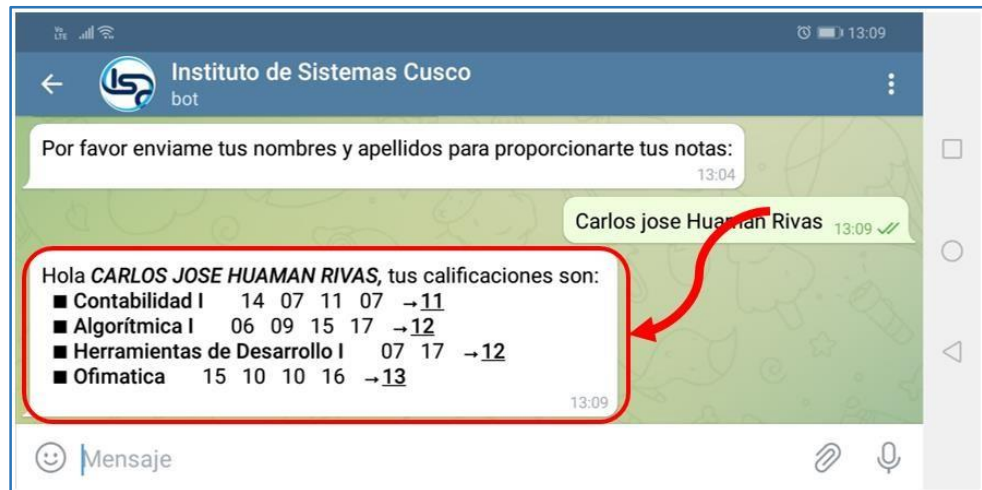 Vo
LTE
13:09
Instituto de Sistemas Cusco
bot
Por favor enviame tus nombres y apellidos para proporcionarte tus notas:
13:04
Carlos jose Huaman Rivas 13:09
Hola CARLOS JOSE HUAMAN RIVAS, tus calificaciones son:
■ Contabilidad I 14 07 11 07 →11
■ Algorítmica I 06 09 15 17 →12
■ Herramientas de Desarrollo I 07 17 →12
■ Ofimatica 15 10 10 16 →13
13:09
Mensaje